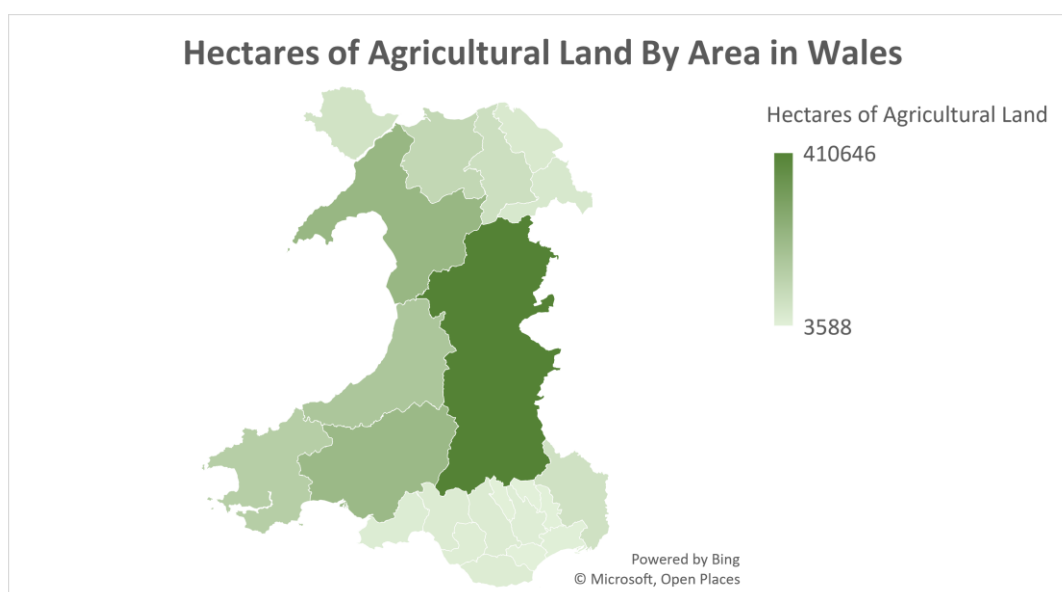 Hectares of Agricultural Land By Area in Wales
Hectares of Agricultural Land
410646
3588
Powered by Bing
© Microsoft, Open Places